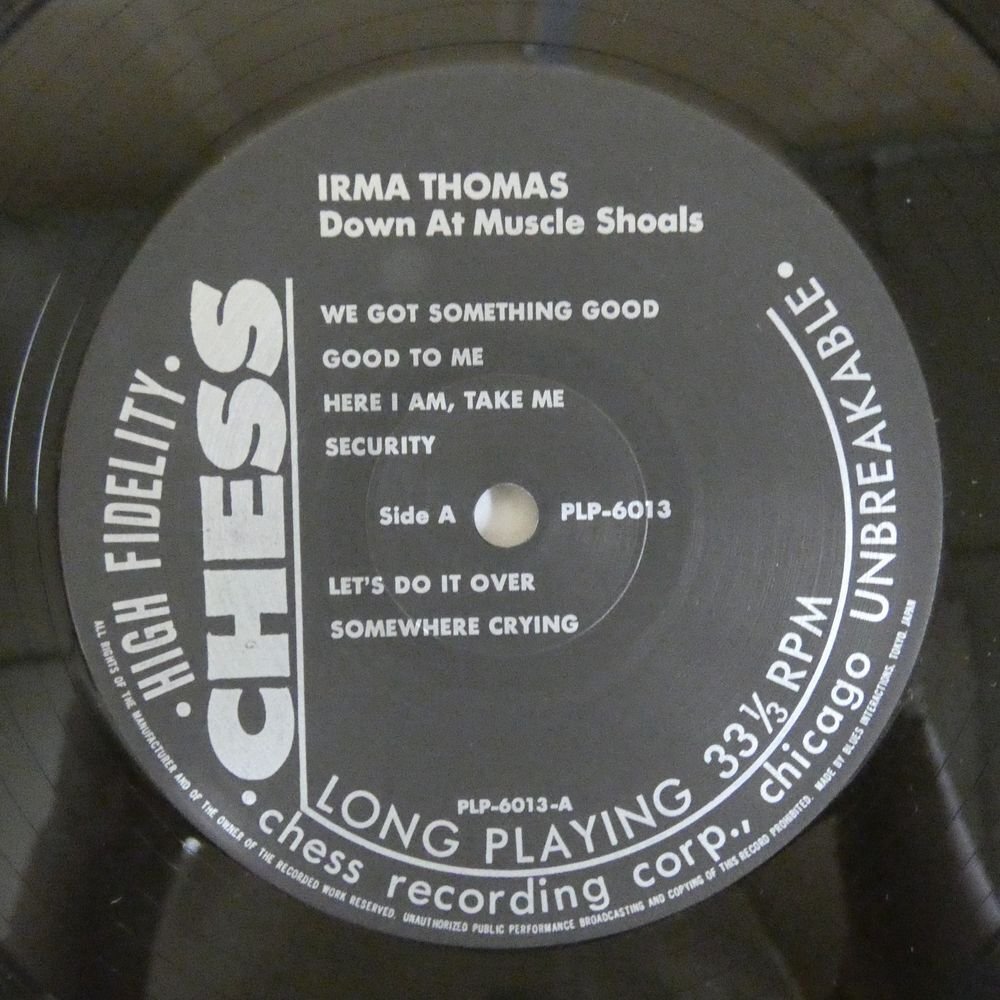 IRMA THOMAS
Down At Muscle Shoals
WE GOT SOMETHING GOOD
GOOD TO ME
HERE I AM, TAKE ME
SECURITY
Side A PLP-6013
LET'S DO IT OVER
SOMEWHERE CRYING
PLP-6013-A
• HIGH FIDELITY •
CHESS
LONG PLAYING 33⅓ RPM
• chess recording corp., chicago UNBREAKABLE •
ALL RIGHTS OF THE MANUFACTURER AND OF THE OWNER OF THE RECORDED WORK RESERVED. UNAUTHORIZED PUBLIC PERFORMANCE BROADCASTING AND COPYING OF THIS RECORD PROHIBITED. MADE BY BLUES INTERACTIONS. TOKYO. JAPAN